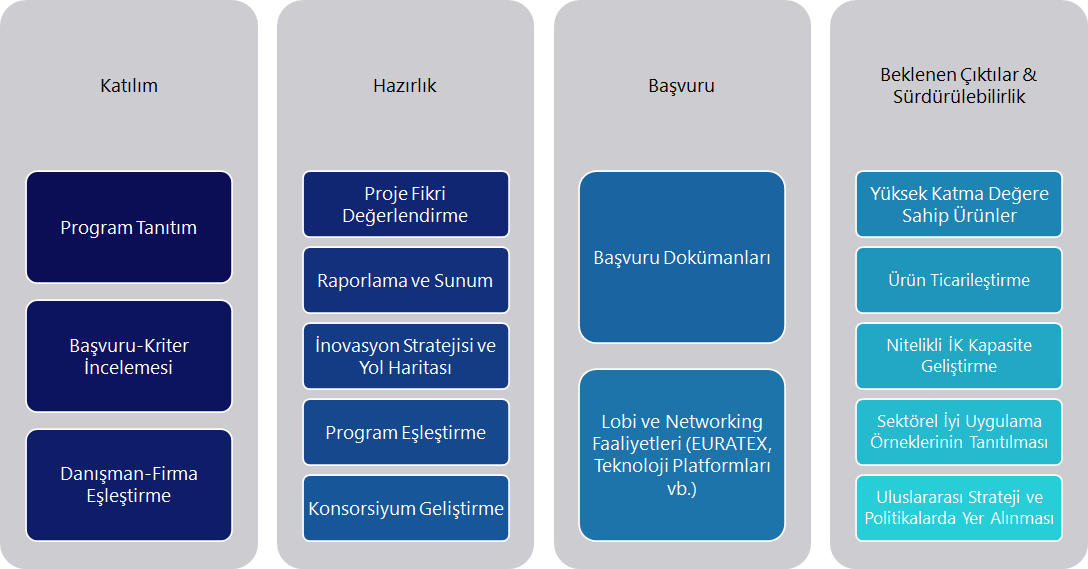 Katılım
Program Tanıtım
Başvuru-Kriter
İncelemesi
Danışman-Firma
Eşleştirme
Hazırlık
Proje Fikri
Değerlendirme
Raporlama ve Sunum
İnovasyon Stratejisi ve
Yol Haritası
Program Eşleştirme
Konsorsiyum Geliştirme
Başvuru
Başvuru Dokümanları
Lobi ve Networking
Faaliyetleri (EURATEX,
Teknoloji Platformları
vb.)
Beklenen Çıktılar &
Sürdürülebilirlik
Yüksek Katma Değere
Sahip Ürünler
Ürün Ticarileştirme
Nitelikli İK Kapasite
Geliştirme
Sektörel İyi Uygulama
Örneklerinin Tanıtılması
Uluslararası Strateji ve
Politikalarda Yer Alınması